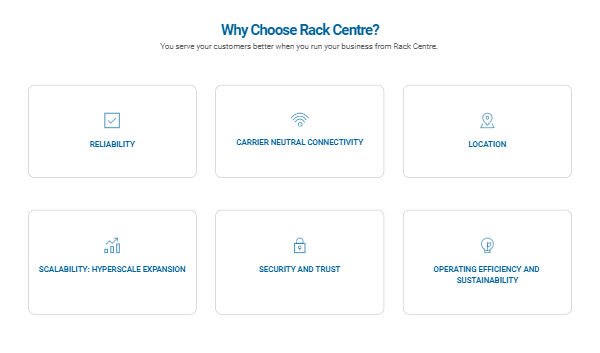 Why Choose Rack Centre?
You serve your customers better when you run your business from Rack Centre.
RELIABILITY
CARRIER NEUTRAL CONNECTIVITY
LOCATION
SCALABILITY: HYPERSCALE EXPANSION
SECURITY AND TRUST
OPERATING EFFICIENCY AND
SUSTAINABILITY